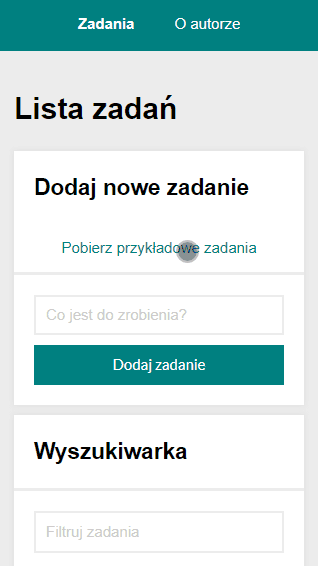 Zadania O autorze
Lista zadań
Dodaj nowe zadanie
Pobierz przykładowe zadania
Co jest do zrobienia?
Dodaj zadanie
Wyszukiwarka
Filtruj zadania